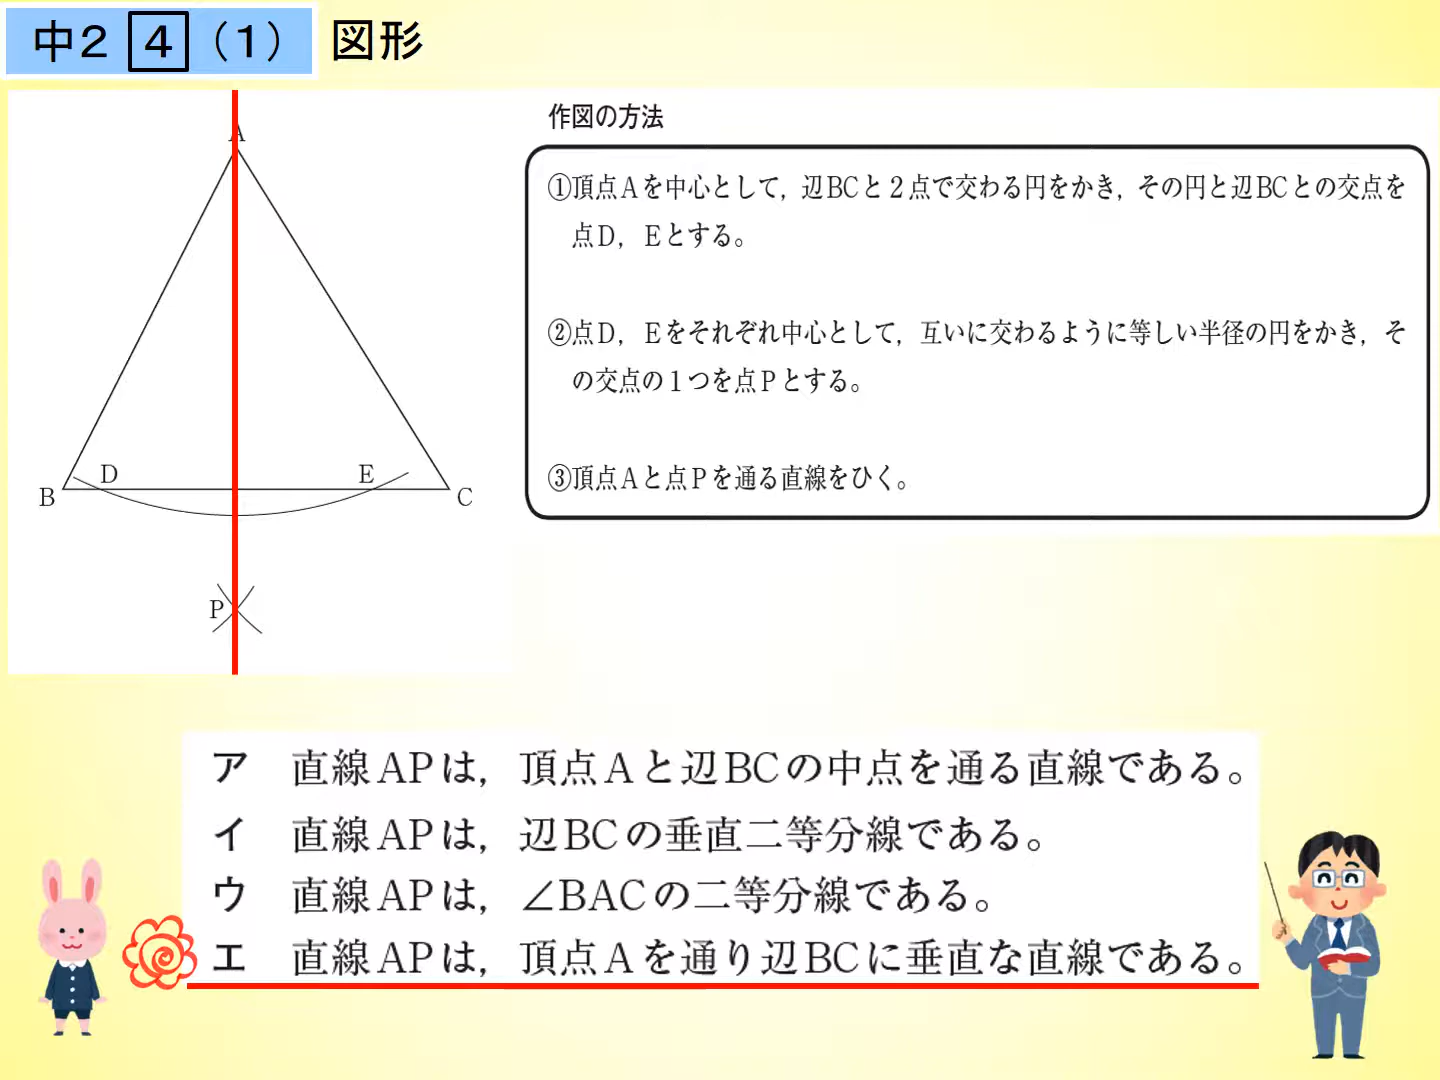 中2 4 (1) 図形
作図の方法
①頂点Aを中心として,辺BCと2点で交わる円をかき,その円と辺BCとの交点を
点D,Eとする。
②点D,Eをそれぞれ中心として,互いに交わるように等しい半径の円をかき,そ
の交点の1つを点Pとする。
③頂点Aと点Pを通る直線をひく。
A
D
E
B
C
P
ア 直線APは,頂点Aと辺BCの中点を通る直線である。
イ 直線APは,辺BCの垂直二等分線である。
ウ 直線APは,∠BACの二等分線である。
エ 直線APは,頂点Aを通り辺BCに垂直な直線である。